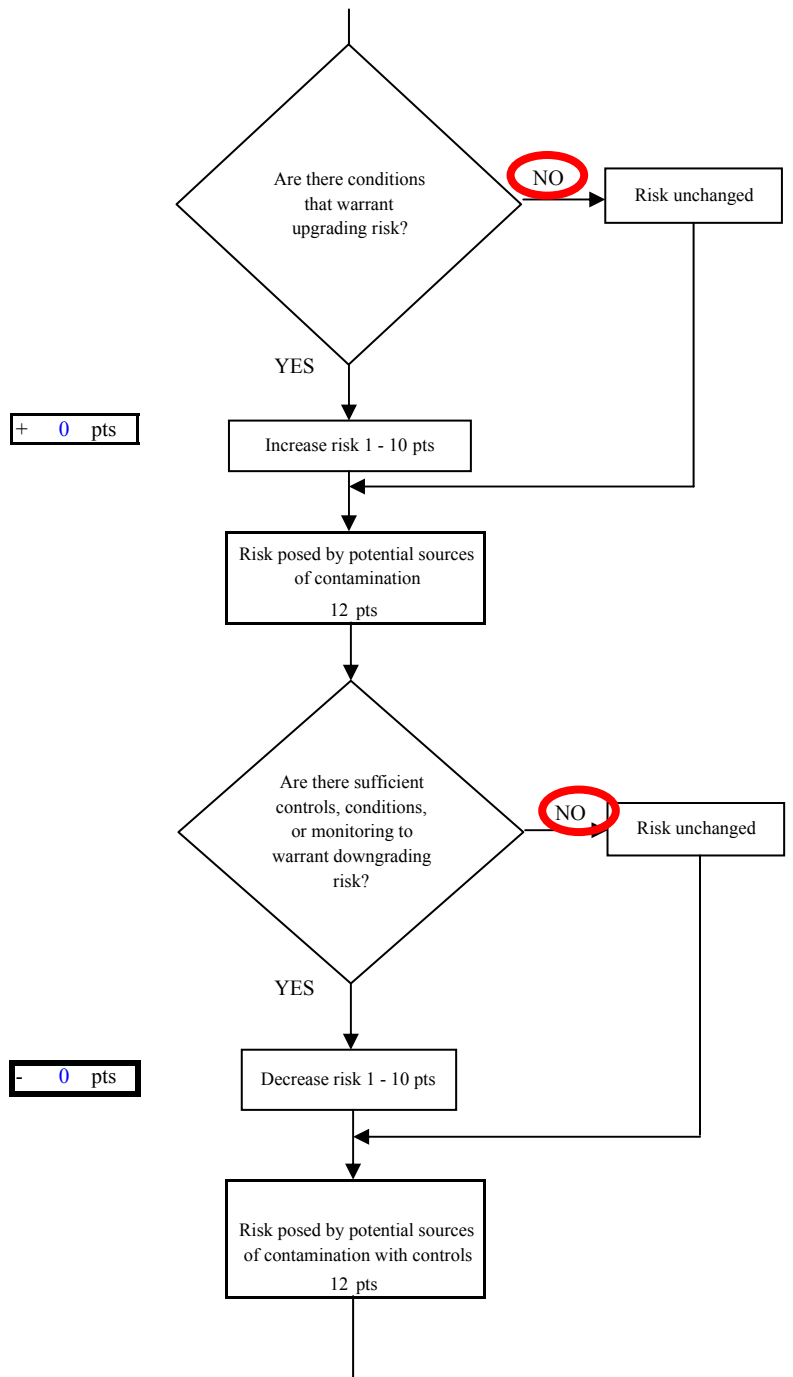 Are there conditions
that warrant
upgrading risk?
NO
Risk unchanged
YES
+ 0 pts
Increase risk 1 - 10 pts
Risk posed by potential sources
of contamination
12 pts
Are there sufficient
controls, conditions,
or monitoring to
warrant downgrading
risk?
NO
Risk unchanged
YES
- 0 pts
Decrease risk 1 - 10 pts
Risk posed by potential sources
of contamination with controls
12 pts